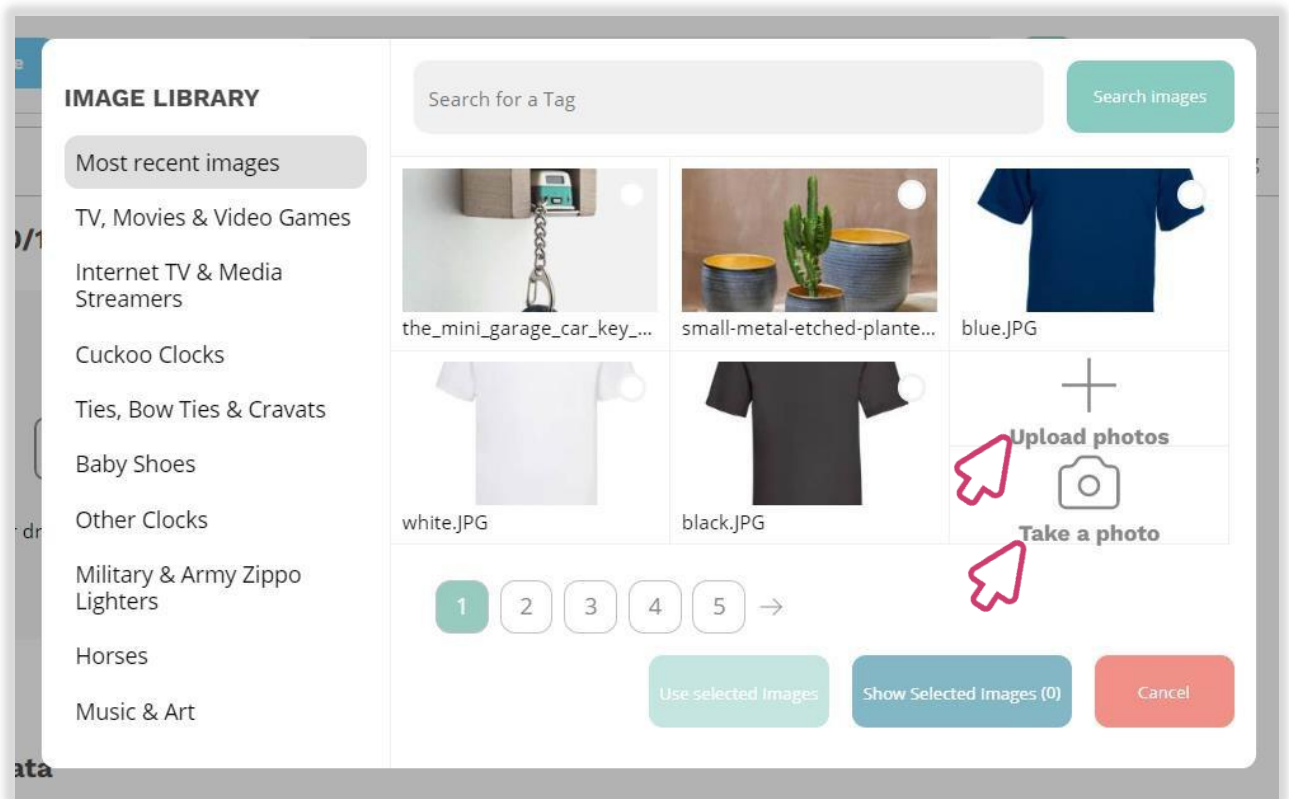 IMAGE LIBRARY
Most recent images
TV, Movies & Video Games
Internet TV & Media
Streamers
Cuckoo Clocks
Ties, Bow Ties & Cravats
Baby Shoes
Other Clocks
Military & Army Zippo
Lighters
Horses
Music & Art
Search for a Tag
Search images
the_mini_garage_car_key_...
small-metal-etched-plante...
blue.JPG
white.JPG
black.JPG
Upload photos
Take a photo
1 2 3 4 5
Use selected images
Show Selected Images (0)
Cancel